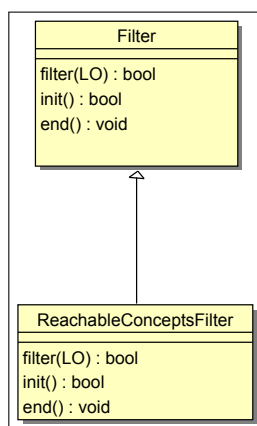 Filter
filter(LO) : bool
init() : bool
end() : void
ReachableConceptsFilter
filter(LO) : bool
init() : bool
end() : void